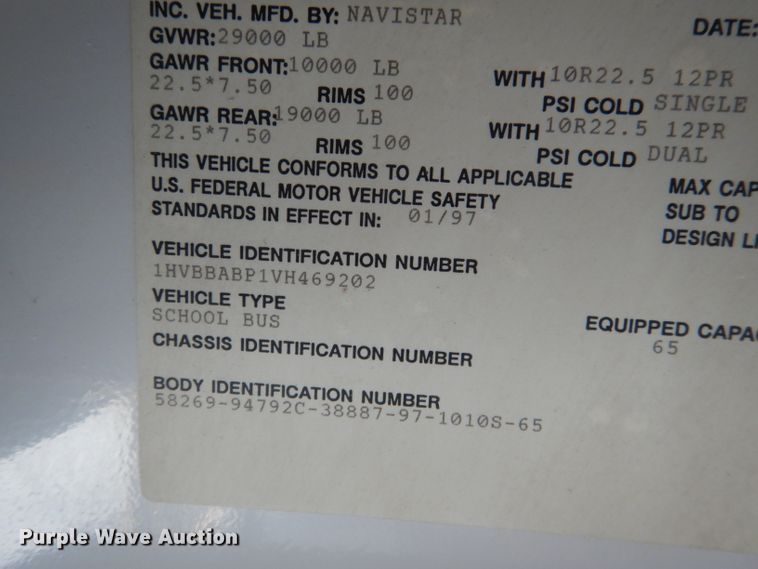 INC. VEH. MFD. BY: NAVISTAR
DATE:
GVWR: 29000 LB
GAWR FRONT: 10000 LB WITH 10R22.5 12PR
22.5*7.50 RIMS 100 PSI COLD SINGLE
GAWR REAR: 19000 LB WITH 10R22.5 12PR
22.5*7.50 RIMS 100 PSI COLD DUAL
THIS VEHICLE CONFORMS TO ALL APPLICABLE
U.S. FEDERAL MOTOR VEHICLE SAFETY
STANDARDS IN EFFECT IN: 01/97
MAX CAP
SUB TO
DESIGN LI
VEHICLE IDENTIFICATION NUMBER
1HVBBABP1VH469202
VEHICLE TYPE
SCHOOL BUS
EQUIPPED CAPA
65
CHASSIS IDENTIFICATION NUMBER
BODY IDENTIFICATION NUMBER
58269-94792C-38887-97-1010S-65
Purple Wave Auction